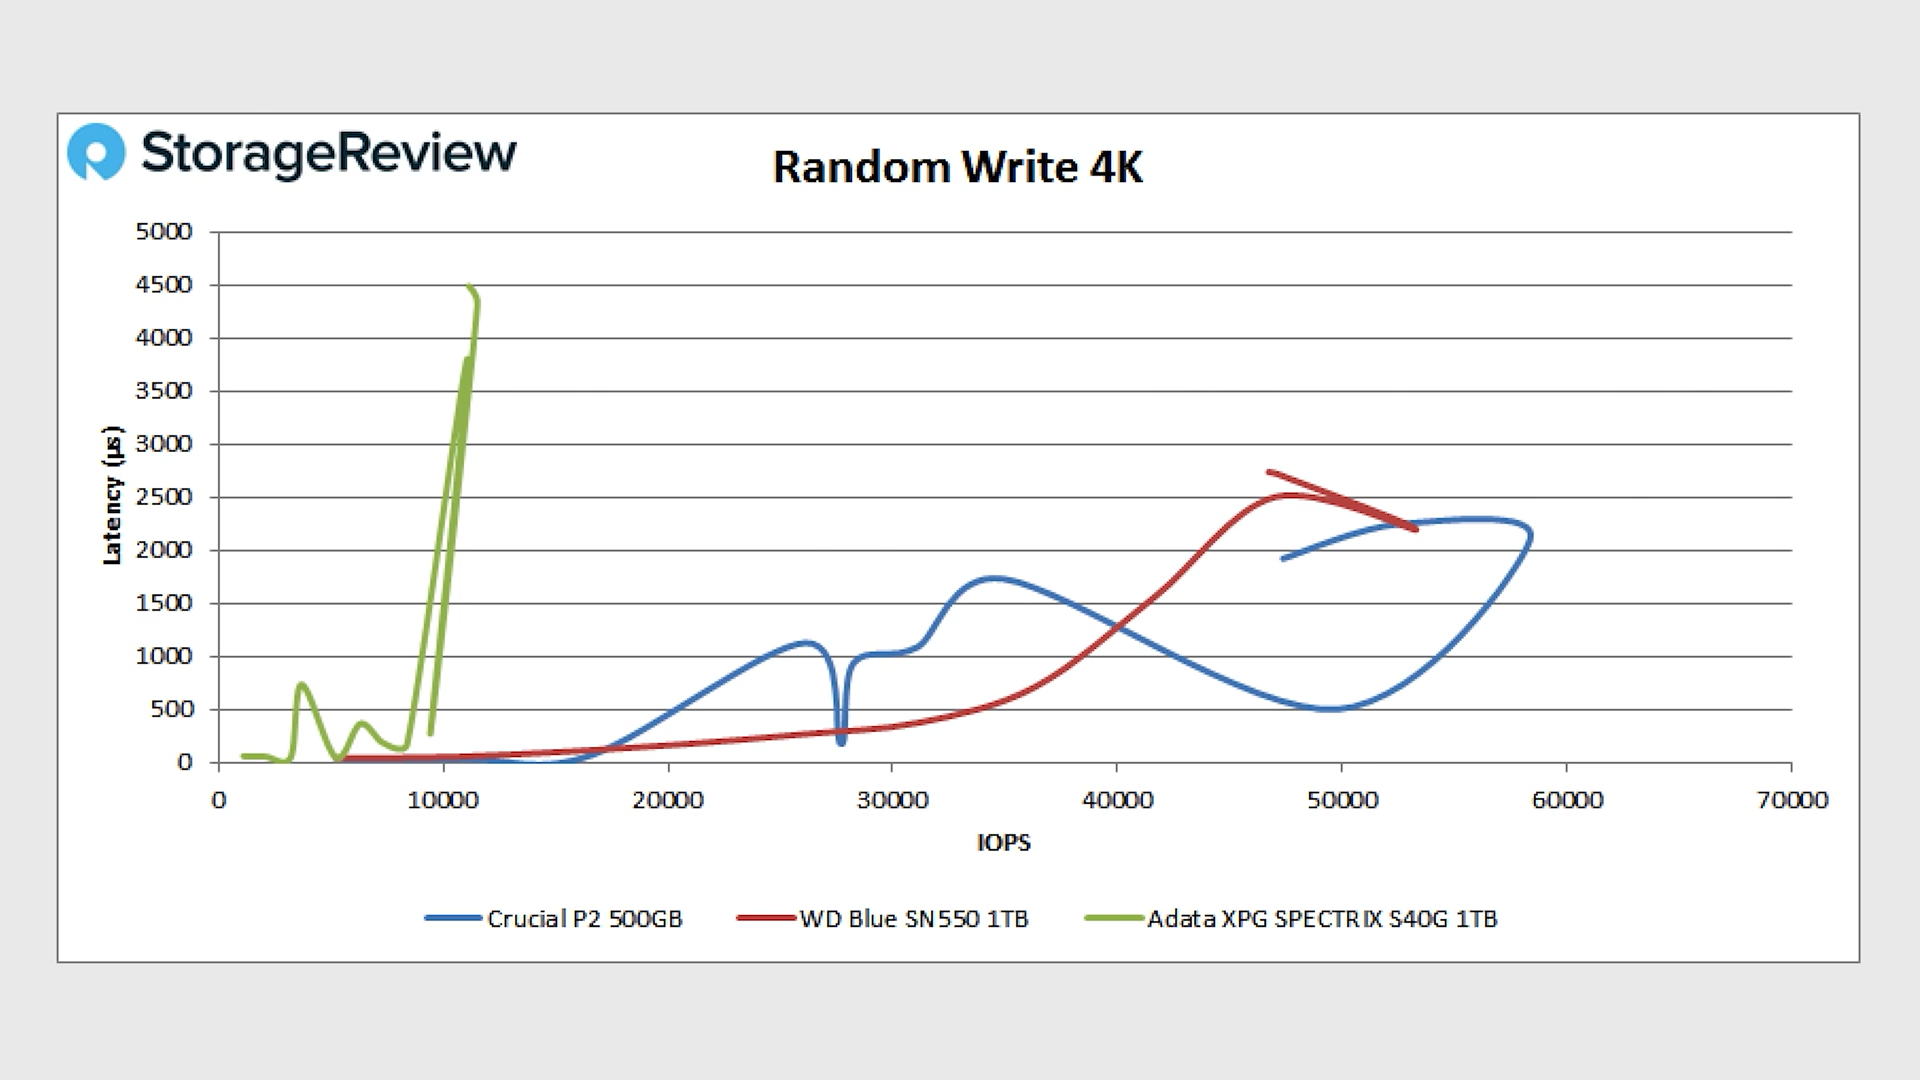 StorageReview
Random Write 4K
5000
4500
4000
3500
3000
2500
2000
1500
1000
500
0
Latency (µs)
0 10000 20000 30000 40000 50000 60000 70000
IOPS
Crucial P2 500GB WD Blue SN550 1TB Adata XPG SPECTRIX S40G 1TB